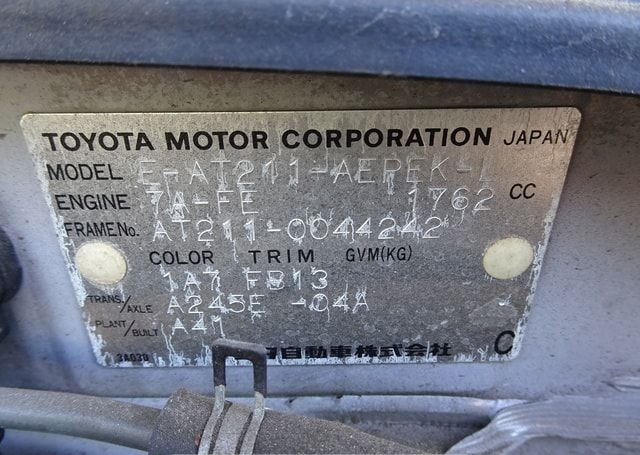 TOYOTA MOTOR CORPORATION JAPAN
MODEL E-AT211-AEPEK-L
ENGINE 7A-FE 1762 CC
FRAME No. AT211-0044242
COLOR TRIM GVM(KG)
1A7 FB13
TRANS./AXLE A245E -04A
PLANT/BUILT A41
3A030 自動車株式会社 C